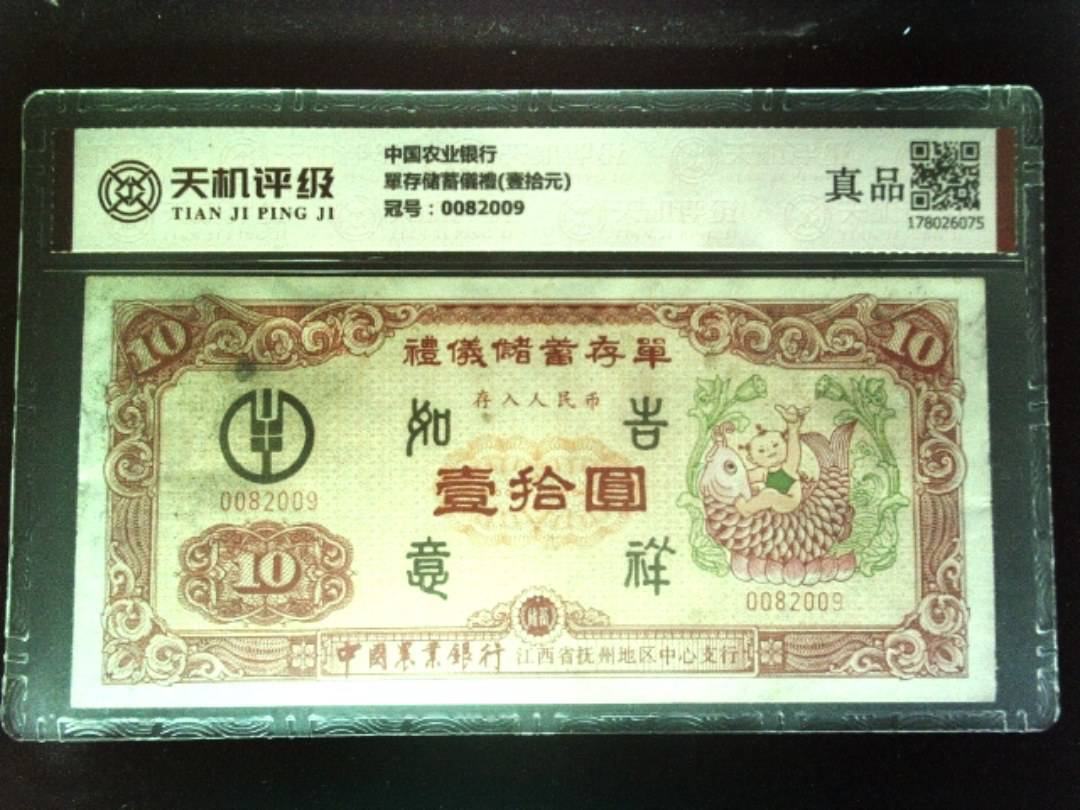 天机评级
TIAN JI PING JI
中国农业银行
單存储蓄儀禮(壹拾元)
冠号：0082009
真品
178026075
10
10
禮儀儲蓄存單
存入人民币
如
吉
壹拾圓
0082009
意
祥
10
0082009
中國農業銀行 江西省抚州地区中心支行